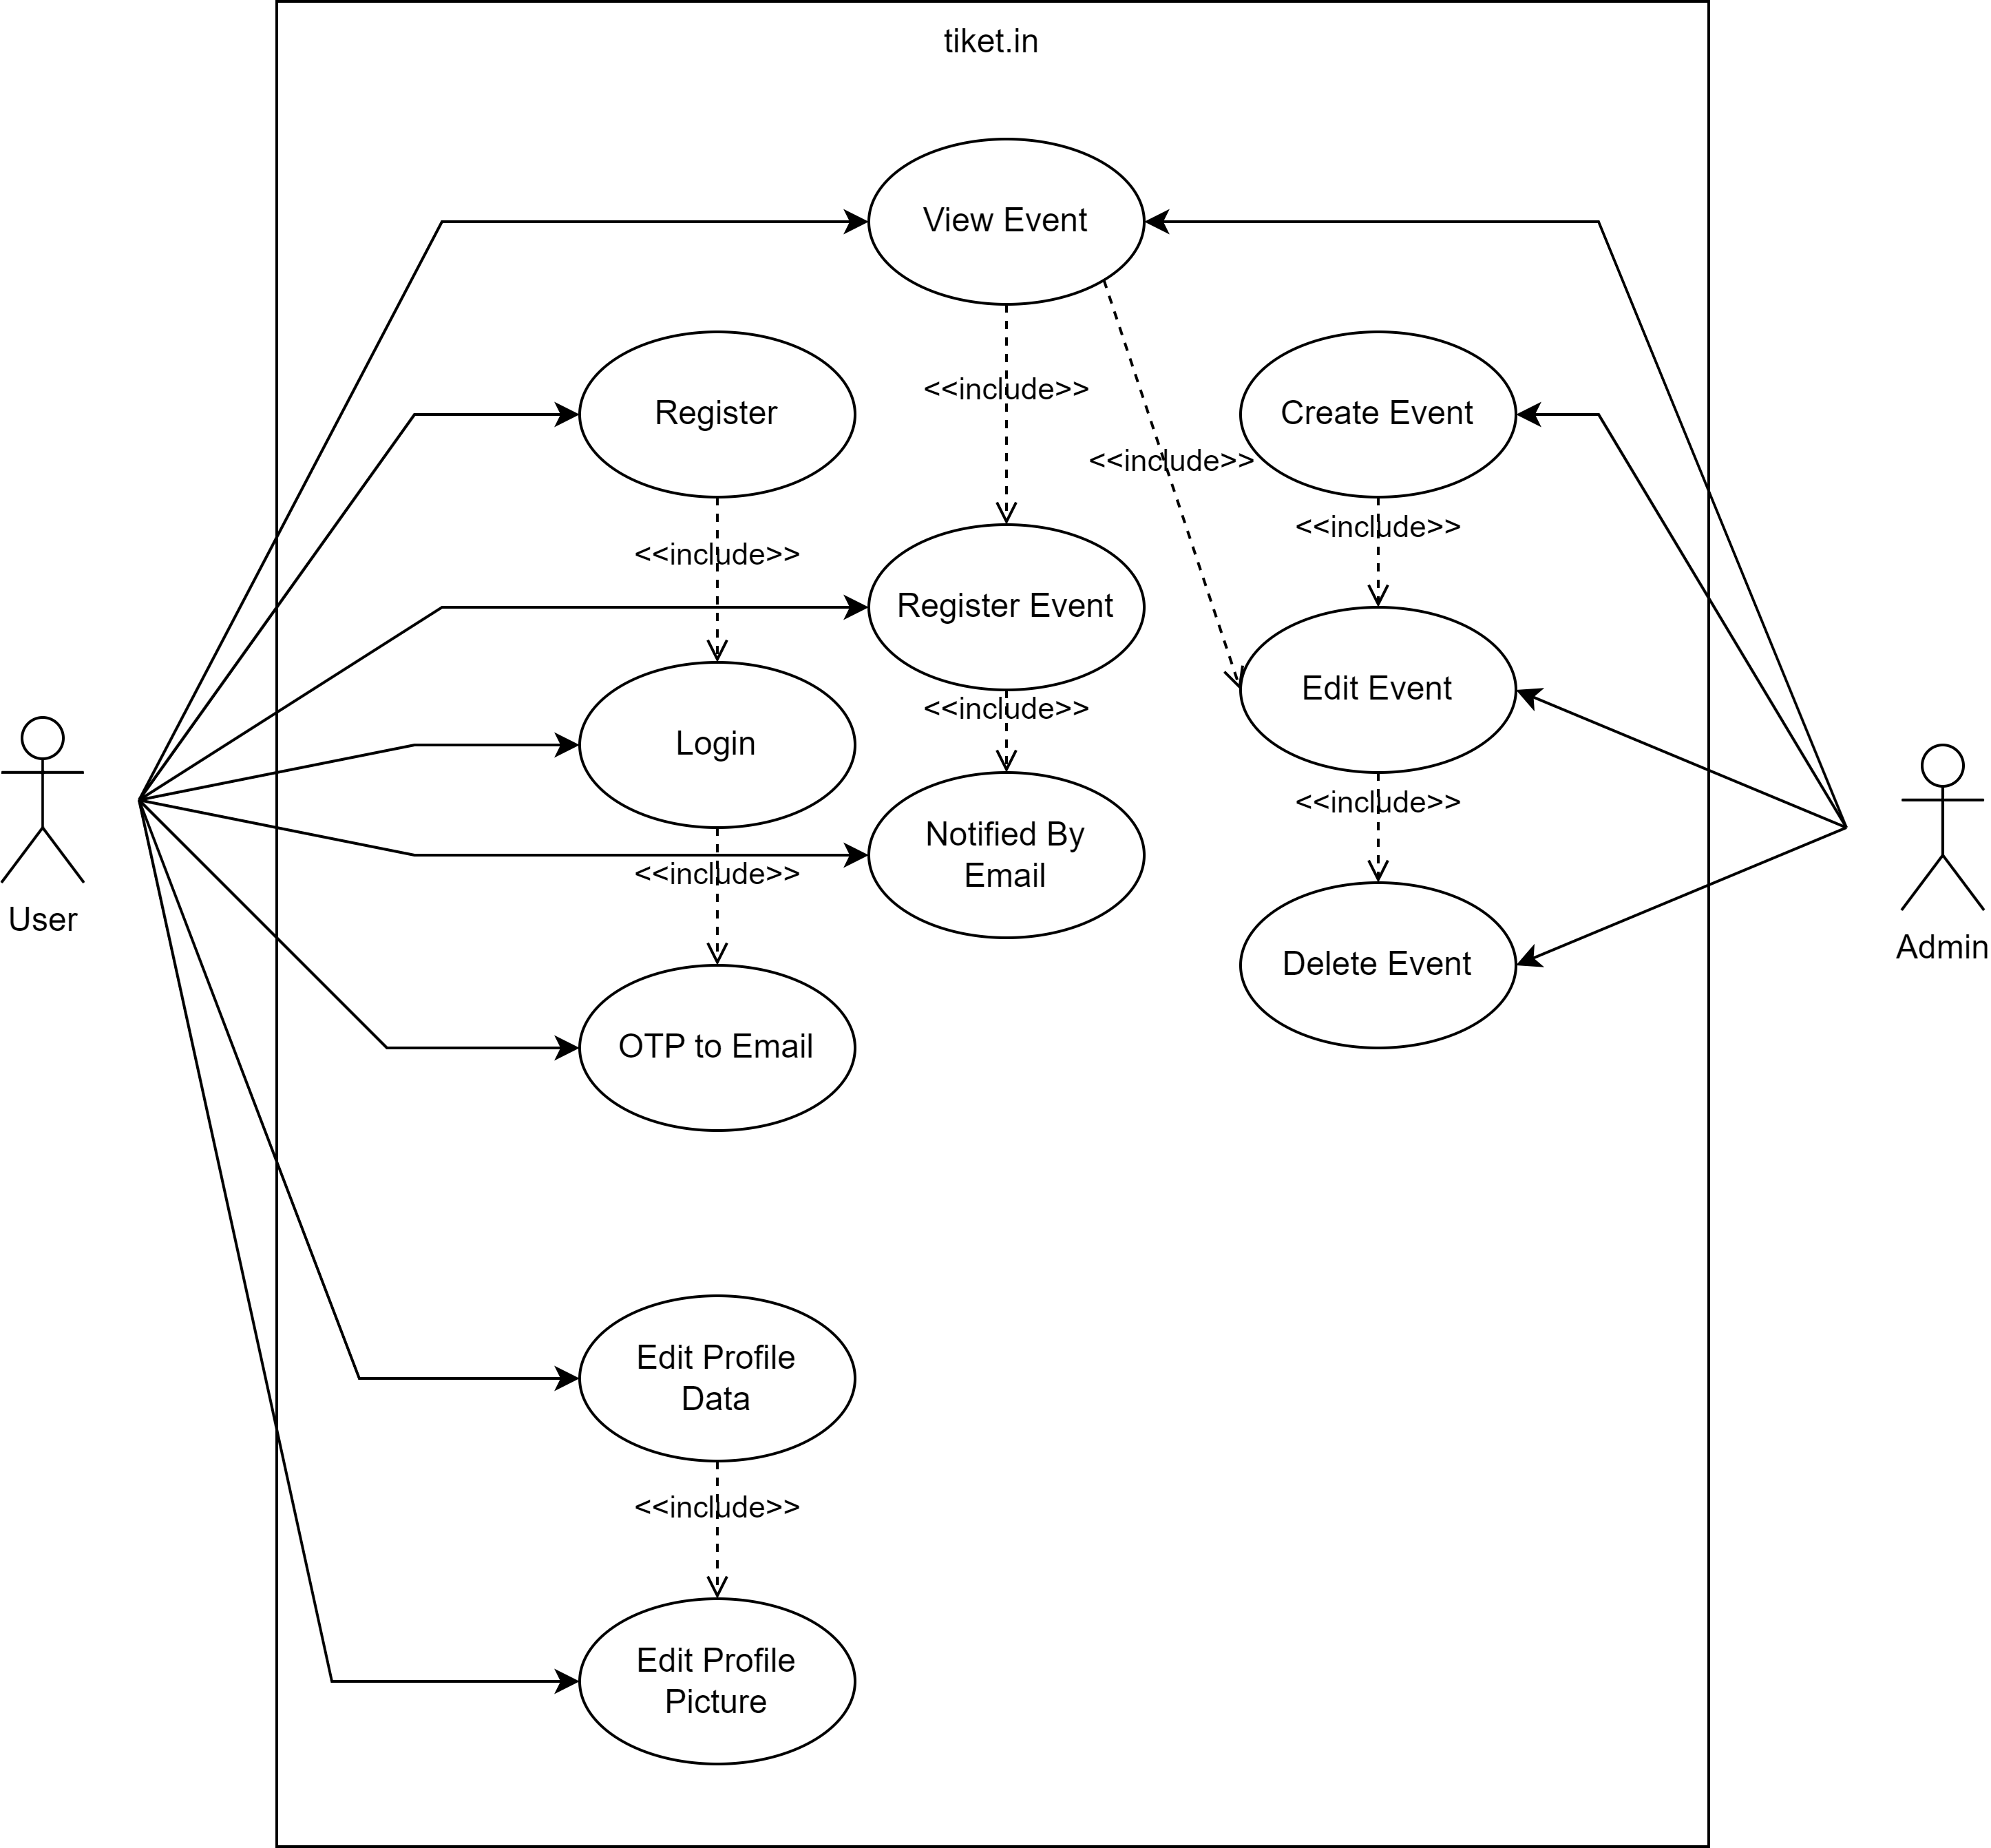 tiket.in
View Event
Register
<<include>>
Create Event
<<include>>
<<include>>
<<include>>
Register Event
Edit Event
<<include>>
Login
User
<<include>>
Notified By
Email
<<include>>
Admin
Delete Event
OTP to Email
Edit Profile
Data
<<include>>
Edit Profile
Picture